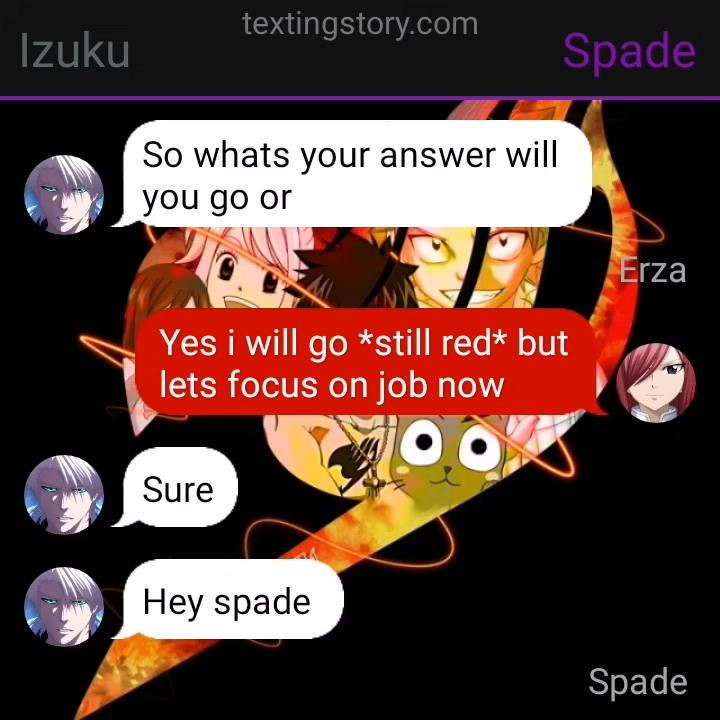 textingstory.com
Izuku
Spade
So whats your answer will
you go or
Erza
Yes i will go *still red* but
lets focus on job now
Sure
Hey spade
Spade